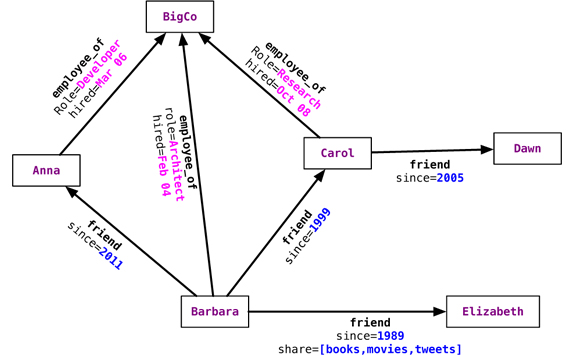 BigCo
employee_of
Role=Developer
hired=Mar 06
employee_of
role=Architect
hired=Feb 04
employee_of
Role=Research
hired=Oct 08
Anna
Carol
Dawn
friend
since=2005
friend
since=2011
friend
since=1999
Barbara
Elizabeth
friend
since=1989
share=[books,movies,tweets]